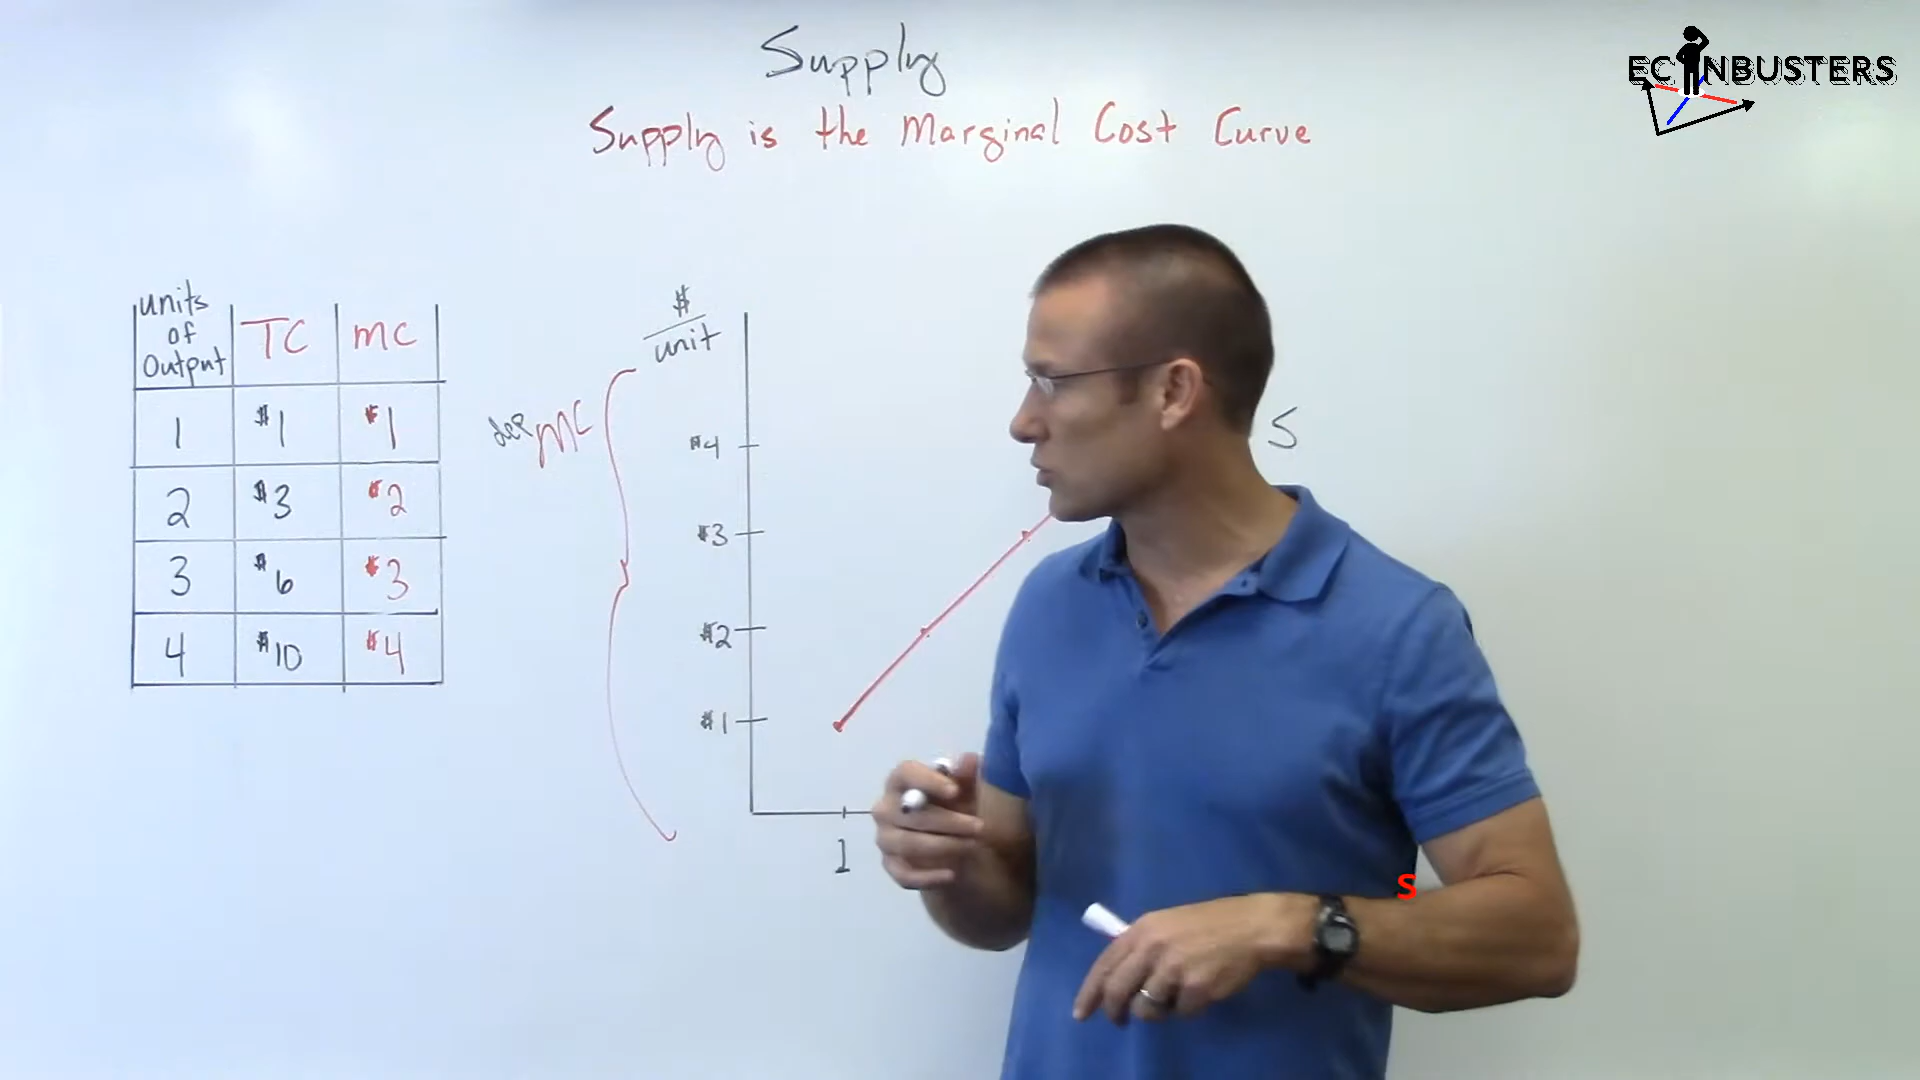 Supply
ECONBUSTERS
Supply is the Marginal Cost Curve
units of Output TC MC
1 $1 $1
2 $3 $2
3 $6 $3
4 $10 $4
$
unit
MC
$4
$3
$2
$1
1
S
S